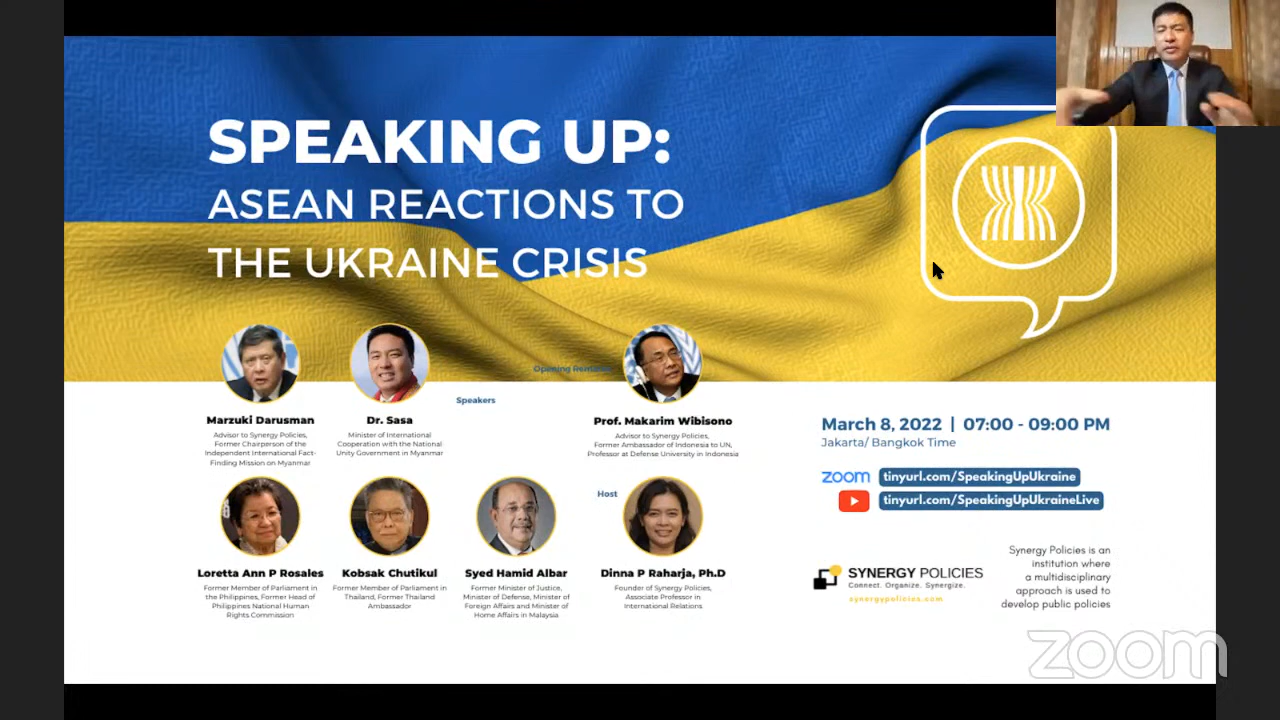 SPEAKING UP:
ASEAN REACTIONS TO
THE UKRAINE CRISIS
Opening Remarks
Speakers
Marzuki Darusman
Advisor to Synergy Policies,
Former Chairperson of the
Independent International Fact-
Finding Mission on Myanmar
Dr. Sasa
Minister of International
Cooperation with the National
Unity Government in Myanmar
Prof. Makarim Wibisono
Advisor to Synergy Policies,
Former Ambassador of Indonesia to UN,
Professor at Defense University in Indonesia
March 8, 2022 | 07:00 - 09:00 PM
Jakarta/ Bangkok Time
zoom tinyurl.com/SpeakingUpUkraine
tinyurl.com/SpeakingUpUkraineLive
Host
Loretta Ann P Rosales
Former Member of Parliament in
the Philippines, Former Head of
Philippines National Human
Rights Commission
Kobsak Chutikul
Former Member of Parliament in
Thailand, Former Thailand
Ambassador
Syed Hamid Albar
Former Minister of Justice,
Minister of Defense, Minister of
Foreign Affairs and Minister of
Home Affairs in Malaysia
Dinna P Raharja, Ph.D
Founder of Synergy Policies,
Associate Professor in
International Relations
SYNERGY POLICIES
Connect. Organize. Synergize.
synergypolicies.com
Synergy Policies is an
institution where
a multidisciplinary
approach is used to
develop public policies
zoom